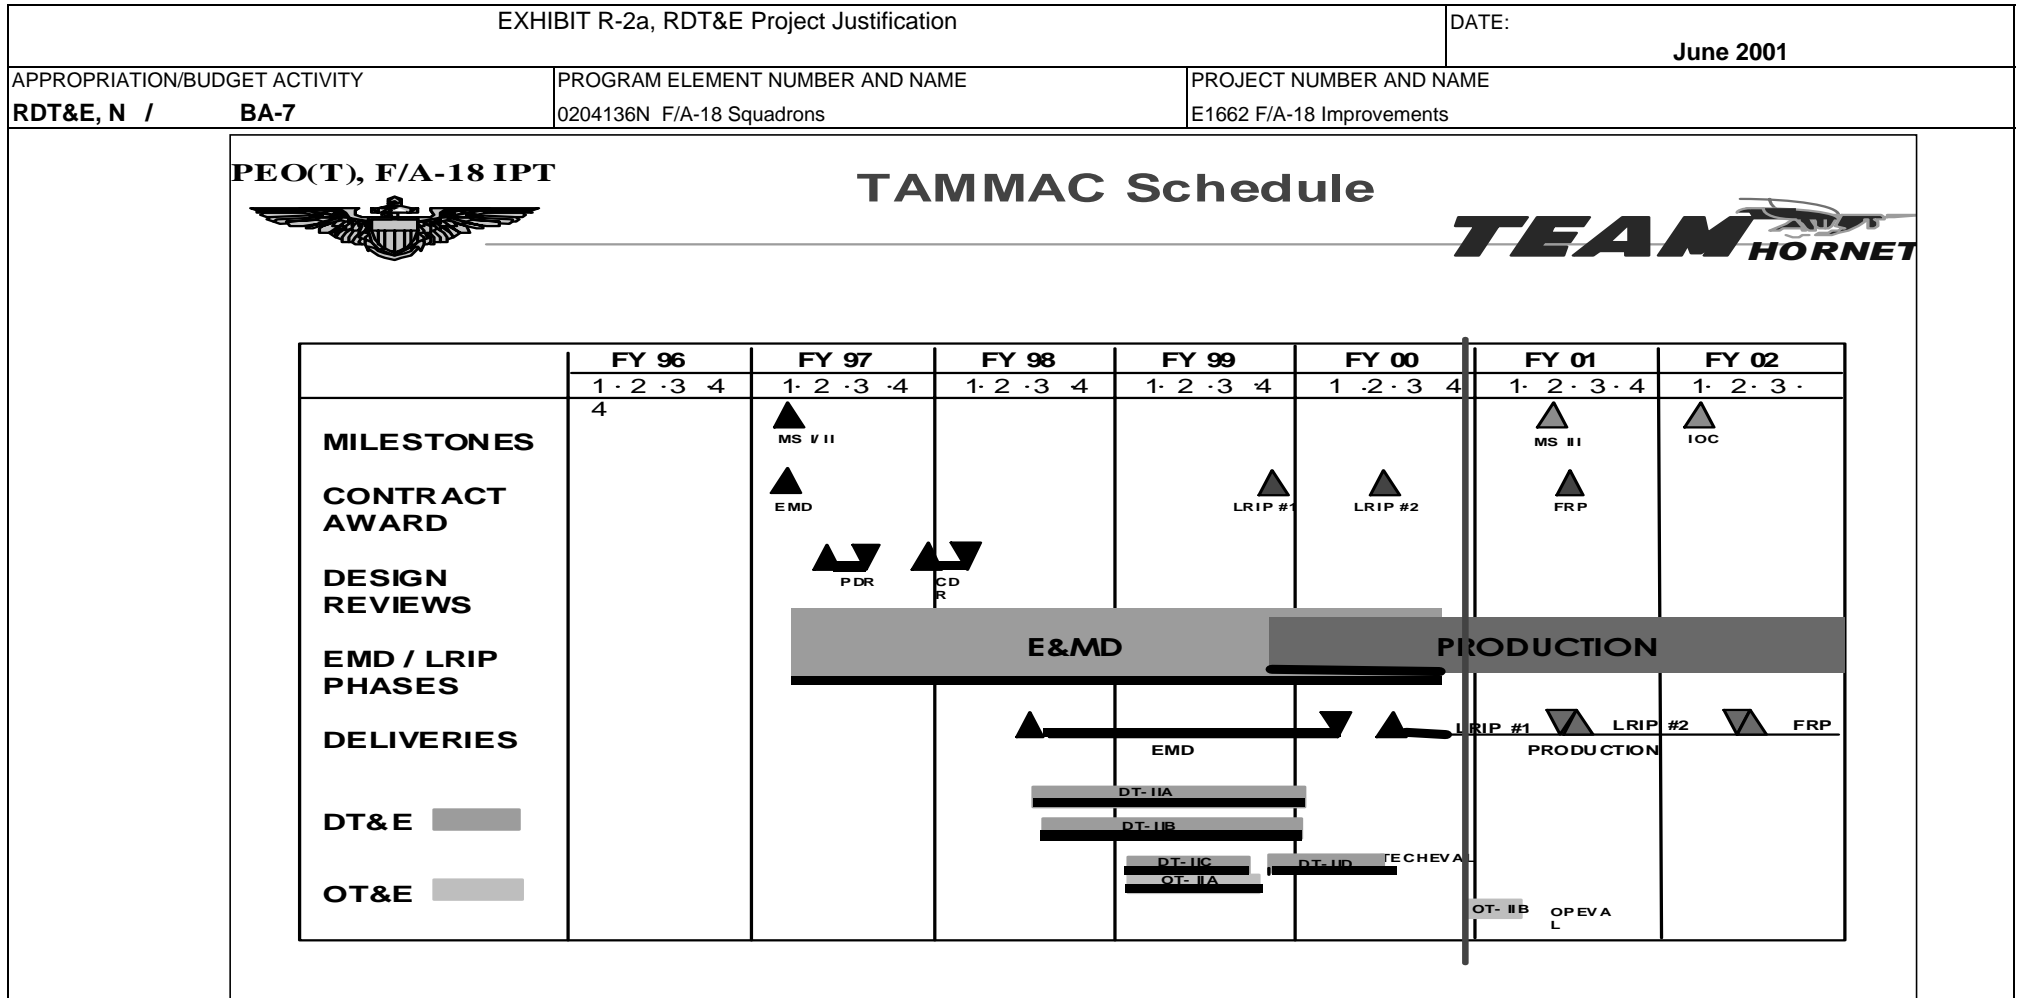 EXHIBIT R-2a, RDT&E Project Justification
DATE:
June 2001
APPROPRIATION/BUDGET ACTIVITY
PROGRAM ELEMENT NUMBER AND NAME
PROJECT NUMBER AND NAME
RDT&E, N / BA-7
0204136N F/A-18 Squadrons
E1662 F/A-18 Improvements
PEO(T), F/A-18 IPT
TAMMAC Schedule
TEAM
HORNET
FY 96 FY 97 FY 98 FY 99 FY 00 FY 01 FY 02
1 · 2 · 3 · 4 1 · 2 · 3 · 4 1 · 2 · 3 · 4 1 · 2 · 3 · 4 1 · 2 · 3 4 1 · 2 · 3 · 4 1 · 2 · 3 ·
4
MILESTONES
MS I/II
MS III
IOC
CONTRACT
AWARD
EMD
LRIP #1
LRIP #2
FRP
DESIGN
REVIEWS
PDR
CD
R
EMD / LRIP
PHASES
E&MD
PRODUCTION
DELIVERIES
EMD
LRIP #1
LRIP #2
FRP
PRODUCTION
DT&E
DT-IIA
DT-IIB
DT-IIC
DT-IID
TECHEVAL
OT&E
OT-IIA
OT-IIB
OPEVA
L